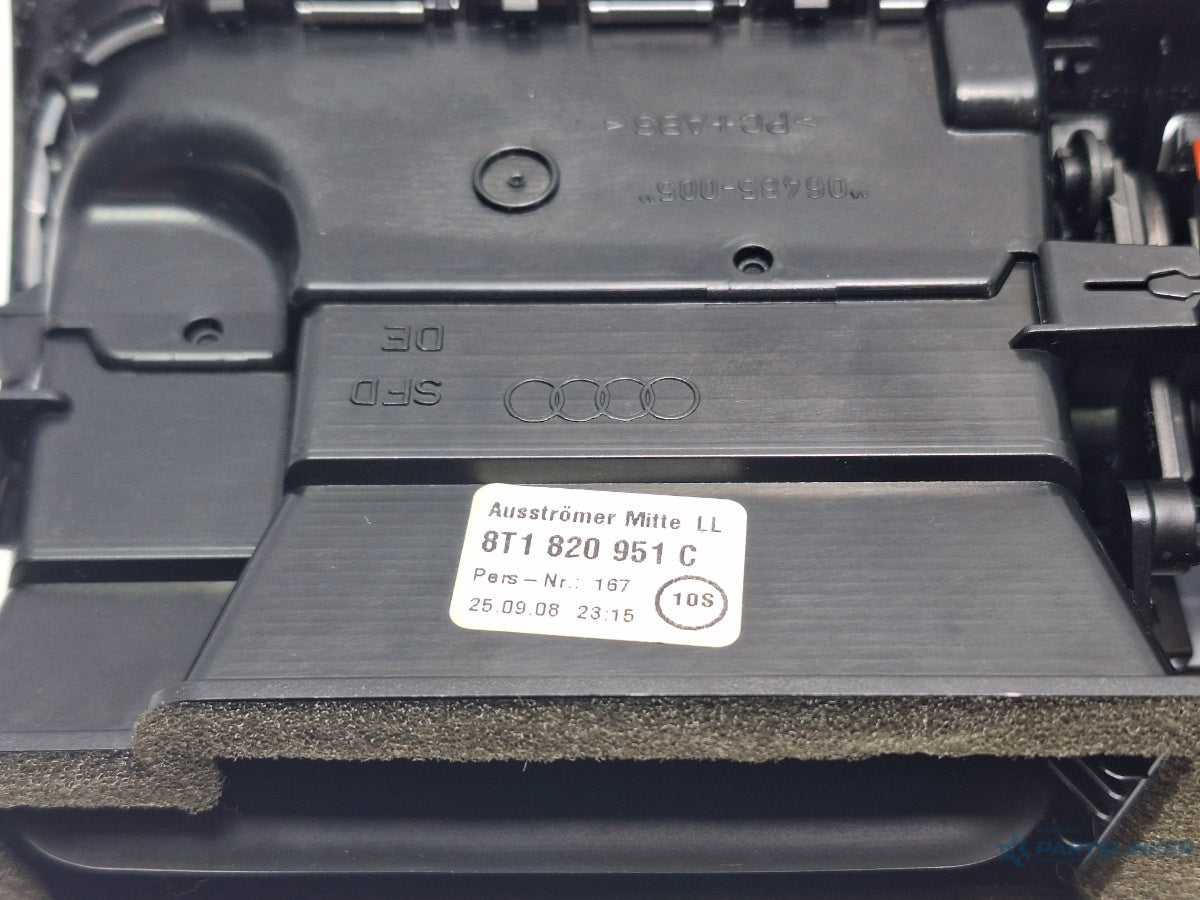 >PC+ABS<
"06485-005"
DE
SFD
Ausströmer Mitte LL
8T1 820 951 C
Pers-Nr.: 167
10S
25.09.08 23:15